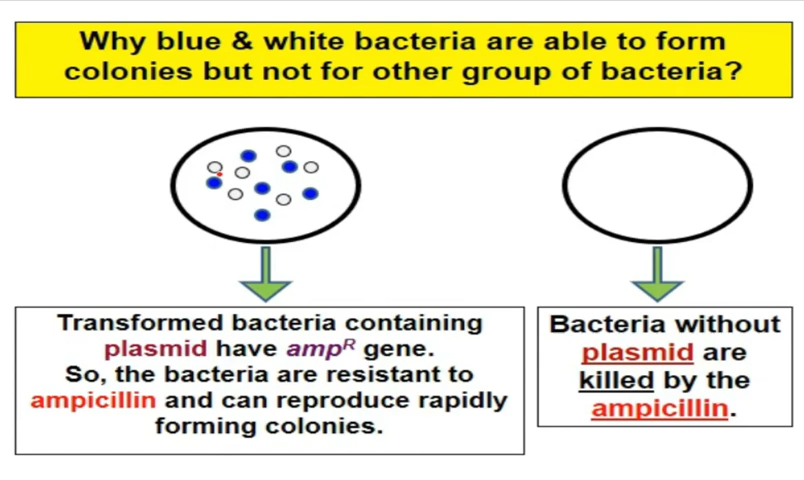 Why blue & white bacteria are able to form
colonies but not for other group of bacteria?
Transformed bacteria containing
plasmid have ampR gene.
So, the bacteria are resistant to
ampicillin and can reproduce rapidly
forming colonies.
Bacteria without
plasmid are
killed by the
ampicillin.